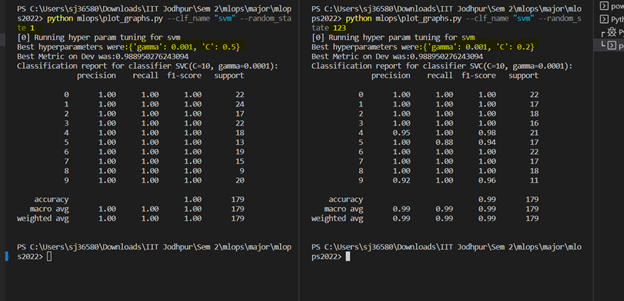 PS C:\Users\sj36580\Downloads\IIT Jodhpur\Sem 2\mlops\major\mlop
s2022> python mlops\plot_graphs.py --clf_name "svm" --random_sta
te 1
[0] Running hyper param tuning for svm
Best hyperparameters were:{'gamma': 0.001, 'C': 0.5}
Best Metric on Dev was:0.988950276243094
Classification report for classifier SVC(C=10, gamma=0.0001):
precision recall f1-score support
0 1.00 1.00 1.00 22
1 1.00 1.00 1.00 24
2 1.00 1.00 1.00 17
3 1.00 1.00 1.00 22
4 1.00 1.00 1.00 18
5 1.00 1.00 1.00 13
6 1.00 1.00 1.00 19
7 1.00 1.00 1.00 15
8 1.00 1.00 1.00 9
9 1.00 1.00 1.00 20
accuracy 1.00 179
macro avg 1.00 1.00 1.00 179
weighted avg 1.00 1.00 1.00 179
PS C:\Users\sj36580\Downloads\IIT Jodhpur\Sem 2\mlops\major\mlop
s2022>
PS C:\Users\sj36580\Downloads\IIT Jodhpur\Sem 2\mlops\major\mlo
ps2022> python mlops\plot_graphs.py --clf_name "svm" --random_s
tate 123
[0] Running hyper param tuning for svm
Best hyperparameters were:{'gamma': 0.001, 'C': 0.2}
Best Metric on Dev was:0.988950276243094
Classification report for classifier SVC(C=10, gamma=0.0001):
precision recall f1-score support
0 1.00 1.00 1.00 22
1 1.00 1.00 1.00 17
2 1.00 1.00 1.00 18
3 1.00 1.00 1.00 16
4 0.95 1.00 0.98 21
5 1.00 0.88 0.94 17
6 1.00 1.00 1.00 22
7 1.00 1.00 1.00 17
8 1.00 1.00 1.00 18
9 0.92 1.00 0.96 11
accuracy 0.99 179
macro avg 0.99 0.99 0.99 179
weighted avg 0.99 0.99 0.99 179
PS C:\Users\sj36580\Downloads\IIT Jodhpur\Sem 2\mlops\major\mlo
ps2022>